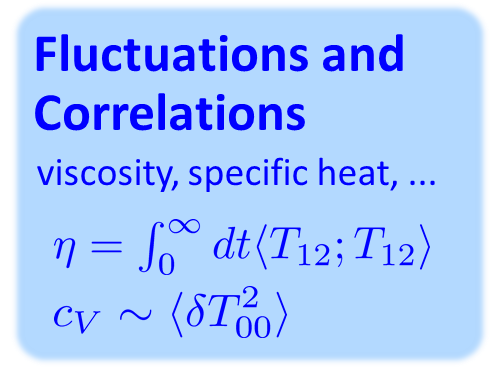 Fluctuations and
Correlations
viscosity, specific heat, ...
η = ∫₀^∞ dt⟨T₁₂; T₁₂⟩
c_V ∼ ⟨δT₀₀²⟩